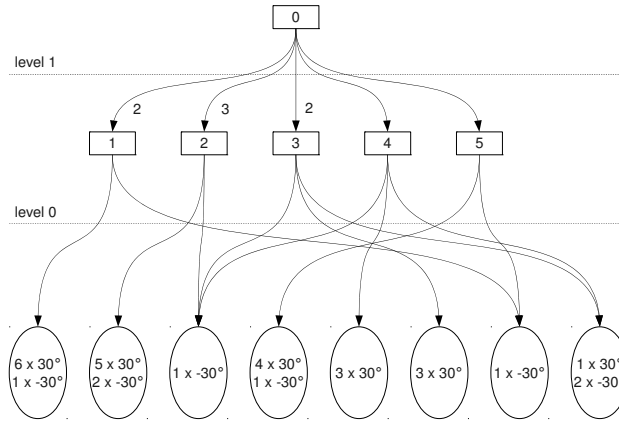 0
level 1
2
3
2
1
2
3
4
5
level 0
6 x 30°
1 x -30°
5 x 30°
2 x -30°
1 x -30°
4 x 30°
1 x -30°
3 x 30°
3 x 30°
1 x -30°
1 x 30°
2 x -30